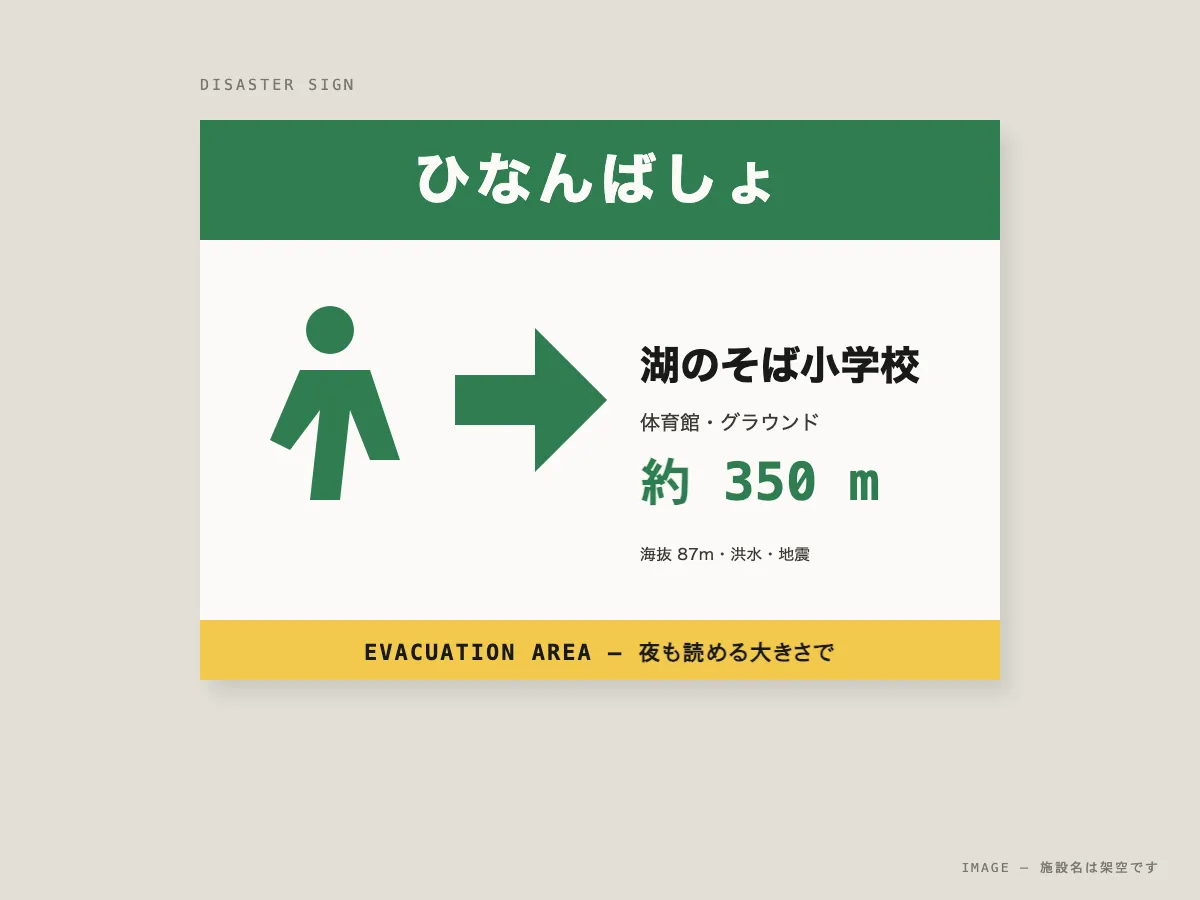 DISASTER SIGN
ひなんばしょ
湖のそば小学校
体育館・グラウンド
約 350 m
海抜 87m・洪水・地震
EVACUATION AREA — 夜も読める大きさで
IMAGE — 施設名は架空です